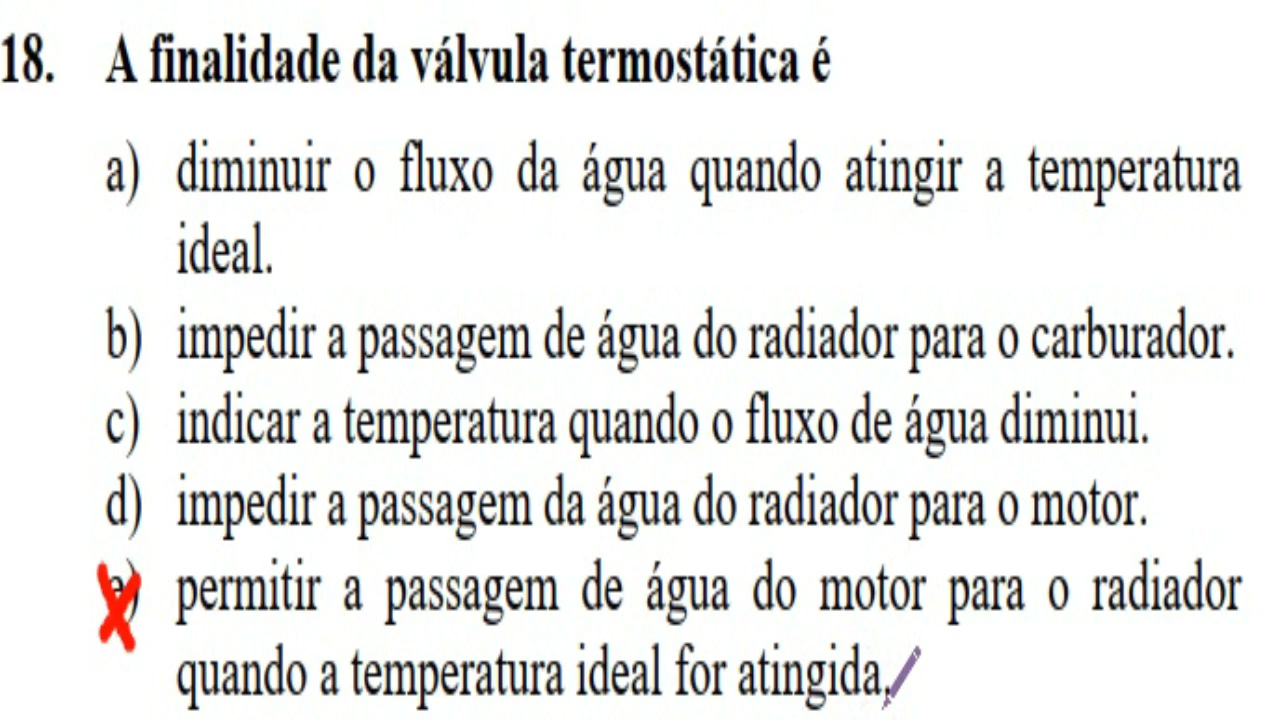 18. A finalidade da válvula termostática é
a) diminuir o fluxo da água quando atingir a temperatura
ideal.
b) impedir a passagem de água do radiador para o carburador.
c) indicar a temperatura quando o fluxo de água diminui.
d) impedir a passagem da água do radiador para o motor.
e) permitir a passagem de água do motor para o radiador
quando a temperatura ideal for atingida.